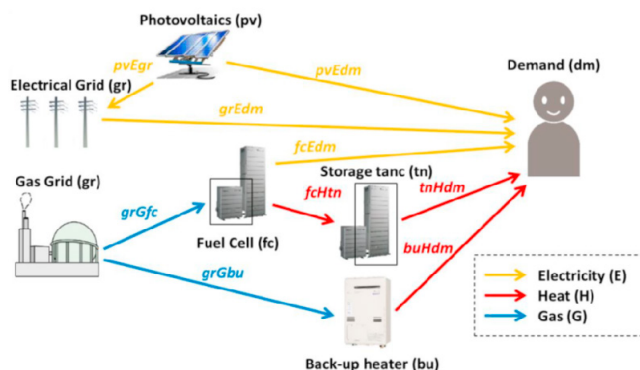 Photovoltaics (pv)
pvEgr
pvEdm
Demand (dm)
Electrical Grid (gr)
grEdm
fcEdm
Storage tanc (tn)
Gas Grid (gr)
grGfc
fcHtn
tnHdm
Fuel Cell (fc)
buHdm
grGbu
Electricity (E)
Heat (H)
Gas (G)
Back-up heater (bu)